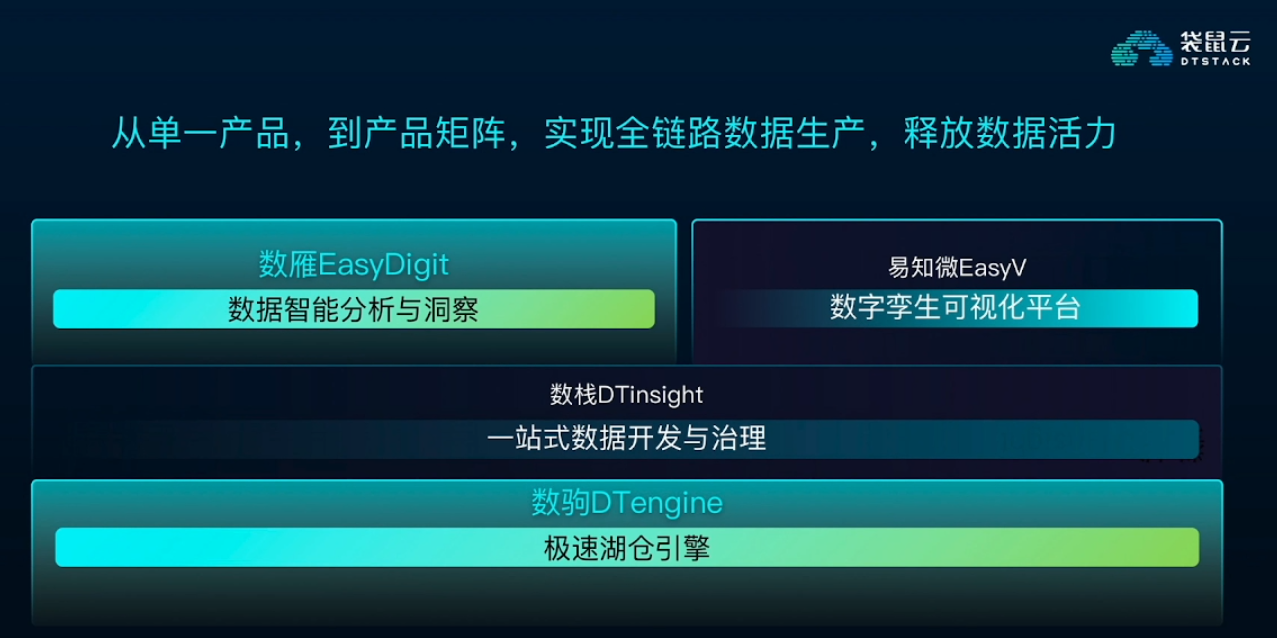 袋鼠云
DTSTACK
从单一产品，到产品矩阵，实现全链路数据生产，释放数据活力
数雁EasyDigit
数据智能分析与洞察
易知微EasyV
数字孪生可视化平台
数栈DTinsight
一站式数据开发与治理
数驹DTengine
极速湖仓引擎